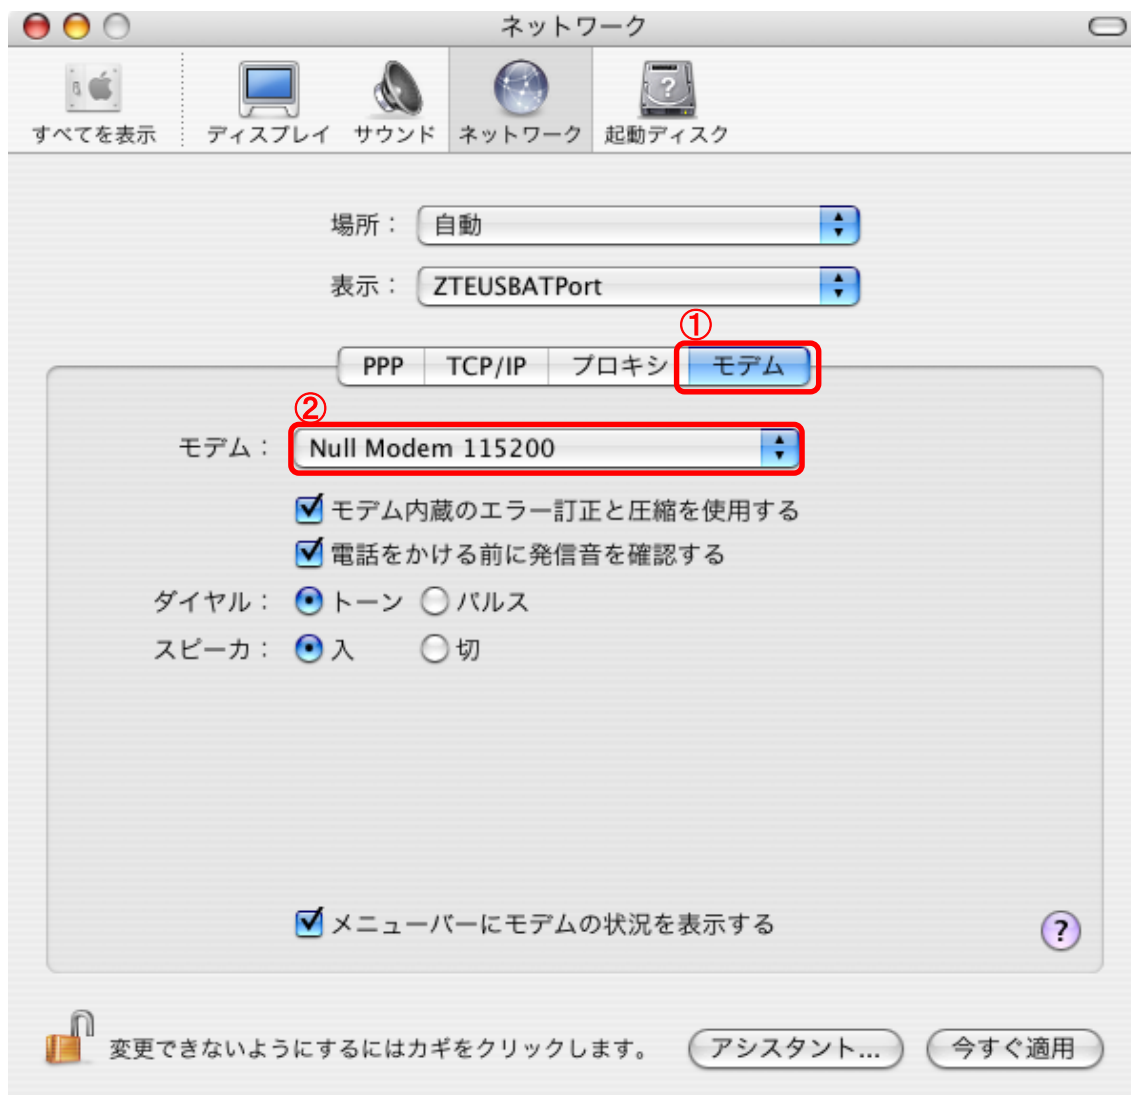 ネットワーク
すべてを表示 ディスプレイ サウンド ネットワーク 起動ディスク
場所： 自動
表示： ZTEUSBATPort
①
PPP TCP/IP プロキシ モデム
②
モデム： Null Modem 115200
モデム内蔵のエラー訂正と圧縮を使用する
電話をかける前に発信音を確認する
ダイヤル： トーン パルス
スピーカ： 入 切
メニューバーにモデムの状況を表示する ?
変更できないようにするにはカギをクリックします。 アシスタント... 今すぐ適用